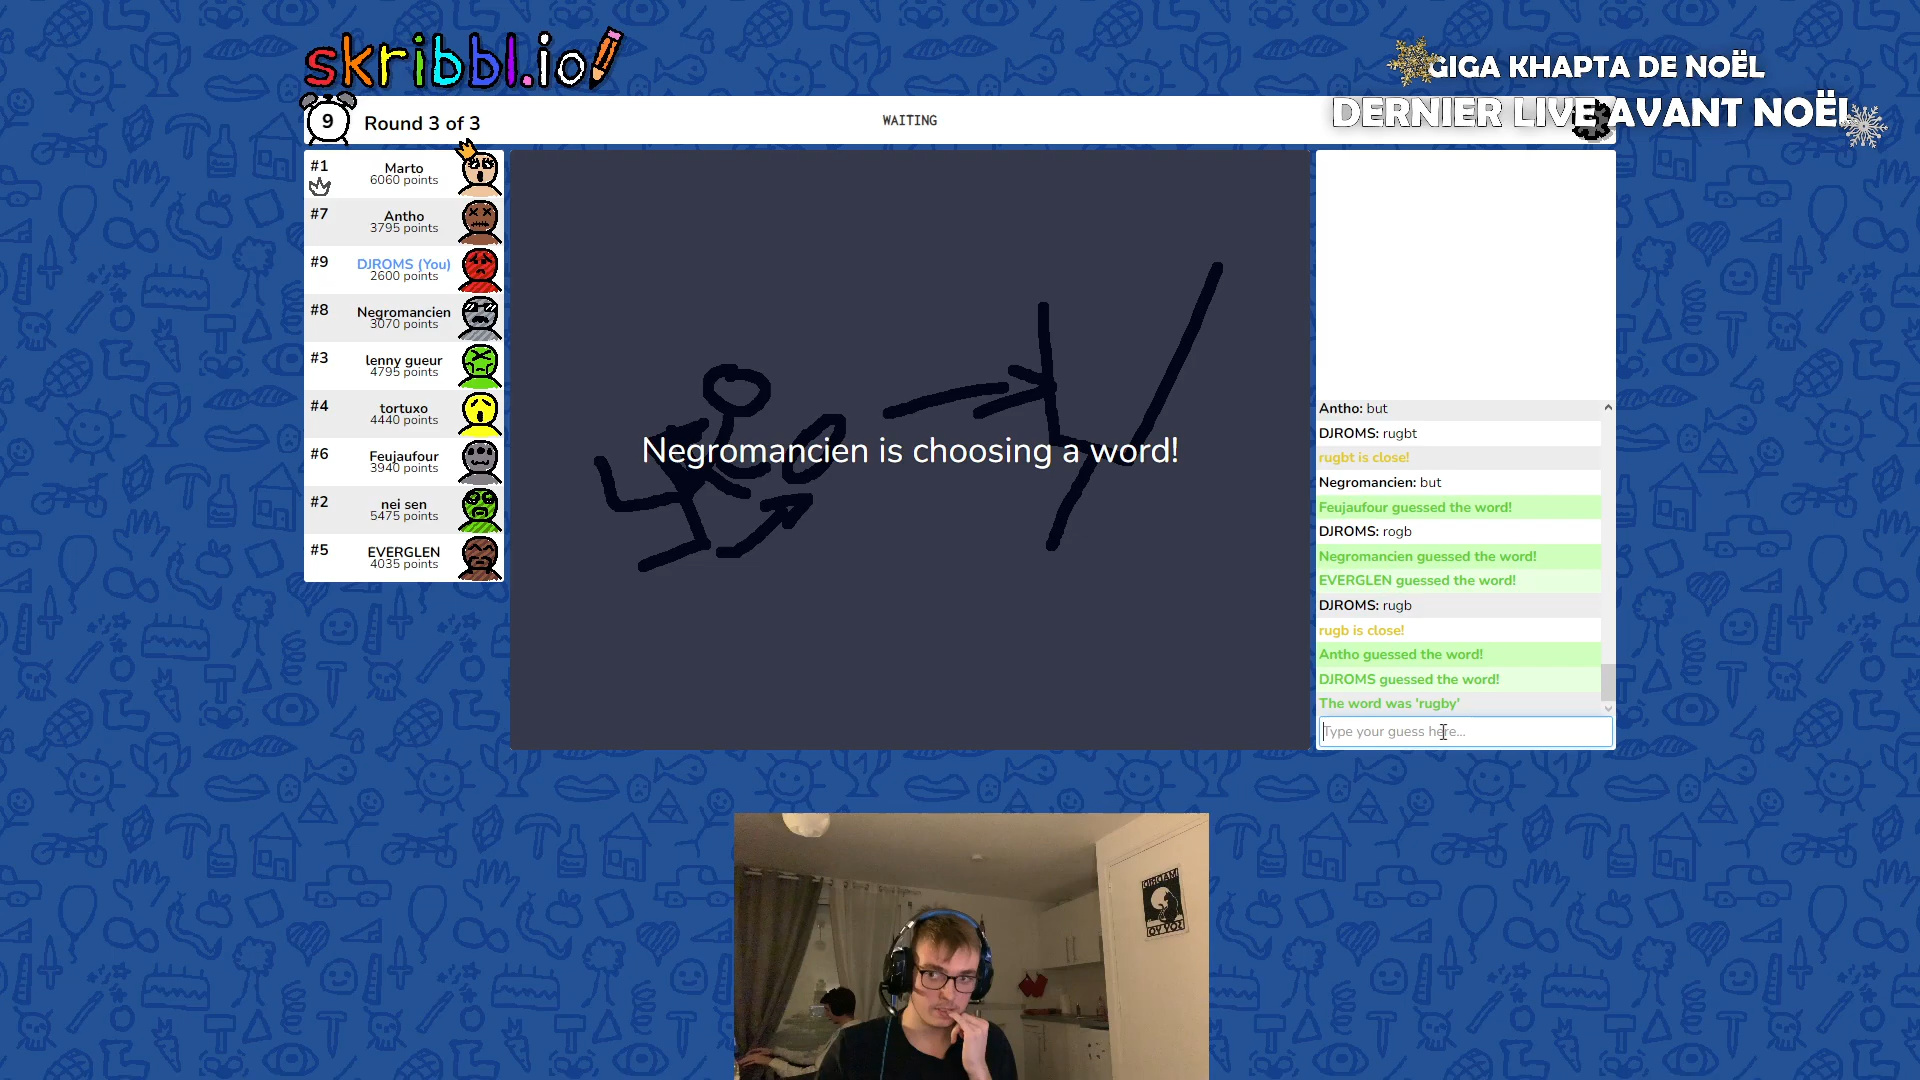 skribbl.io
GIGA KHAPTA DE NOËL
DERNIER LIVE AVANT NOËL
9
Round 3 of 3
WAITING
#1
Marto
6060 points
#7
Antho
3795 points
#9
DJROMS (You)
2600 points
#8
Negromancien
3070 points
#3
lenny gueur
4795 points
#4
tortuxo
4440 points
#6
Feujaufour
3940 points
#2
nei sen
5475 points
#5
EVERGLEN
4035 points
Negromancien is choosing a word!
Antho: but
DJROMS: rugbt
rugbt is close!
Negromancien: but
Feujaufour guessed the word!
DJROMS: rogb
Negromancien guessed the word!
EVERGLEN guessed the word!
DJROMS: rugb
rugb is close!
Antho guessed the word!
DJROMS guessed the word!
The word was 'rugby'
Type your guess here...